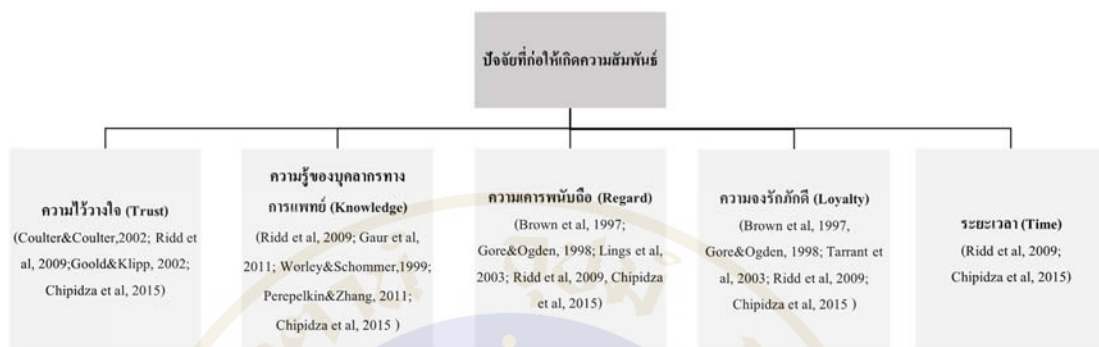 ปัจจัยที่ก่อให้เกิดความสัมพันธ์
ความไว้วางใจ (Trust)
(Coulter&Coulter,2002; Ridd et
al, 2009;Goold&Klipp, 2002;
Chipidza et al, 2015)
ความรู้ของบุคลากรทาง
การแพทย์ (Knowledge)
(Ridd et al, 2009; Gaur et al,
2011; Worley&Schommer,1999;
Perepelkin&Zhang, 2011;
Chipidza et al, 2015 )
ความเคารพนับถือ (Regard)
(Brown et al, 1997;
Gore&Ogden, 1998; Lings et al,
2003; Ridd et al, 2009, Chipidza
et al, 2015)
ความจงรักภักดี (Loyalty)
(Brown et al, 1997,
Gore&Ogden, 1998; Tarrant et
al, 2003; Ridd et al, 2009;
Chipidza et al, 2015 )
ระยะเวลา (Time)
(Ridd et al, 2009;
Chipidza et al, 2015)